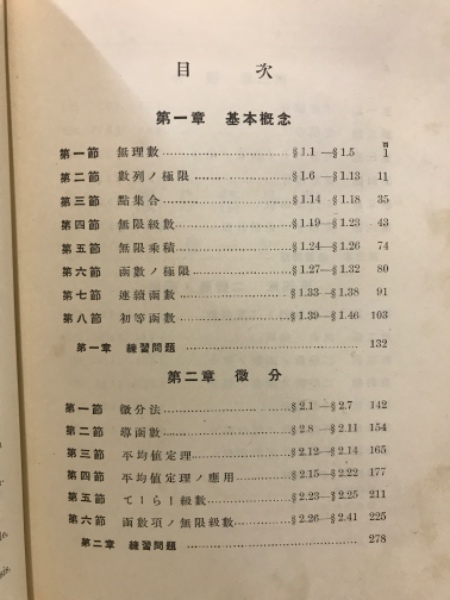 目 次
第一章 基本概念
頁
第一節 無理數 §1.1—§1.5 1
第二節 數列ノ極限 §1.6—§1.13 11
第三節 點集合 §1.14—§1.18 35
第四節 無限級數 §1.19—§1.23 43
第五節 無限乘積 §1.24—§1.26 74
第六節 函數ノ極限 §1.27—§1.32 80
第七節 連續函數 §1.33—§1.38 91
第八節 初等函數 §1.39—§1.46 103
第一章 練習問題 132
第二章 微分
第一節 微分法 §2.1—§2.7 142
第二節 導函數 §2.8—§2.11 154
第三節 平均値定理 §2.12—§2.14 165
第四節 平均値定理ノ應用 §2.15—§2.22 177
第五節 てーらー級數 §2.23—§2.25 211
第六節 函數項ノ無限級數 §2.26—§2.41 225
第二章 練習問題 278